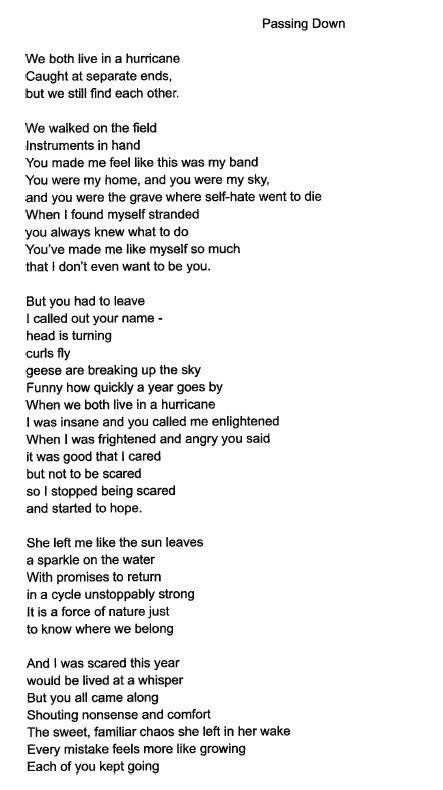 Passing Down
We both live in a hurricane
Caught at separate ends,
but we still find each other.
We walked on the field
Instruments in hand
You made me feel like this was my band
You were my home, and you were my sky,
and you were the grave where self-hate went to die
When I found myself stranded
you always knew what to do
You've made me like myself so much
that I don't even want to be you.
But you had to leave
I called out your name -
head is turning
curls fly
geese are breaking up the sky
Funny how quickly a year goes by
When we both live in a hurricane
I was insane and you called me enlightened
When I was frightened and angry you said
it was good that I cared
but not to be scared
so I stopped being scared
and started to hope.
She left me like the sun leaves
a sparkle on the water
With promises to return
in a cycle unstoppably strong
It is a force of nature just
to know where we belong
And I was scared this year
would be lived at a whisper
But you all came along
Shouting nonsense and comfort
The sweet, familiar chaos she left in her wake
Every mistake feels more like growing
Each of you kept going